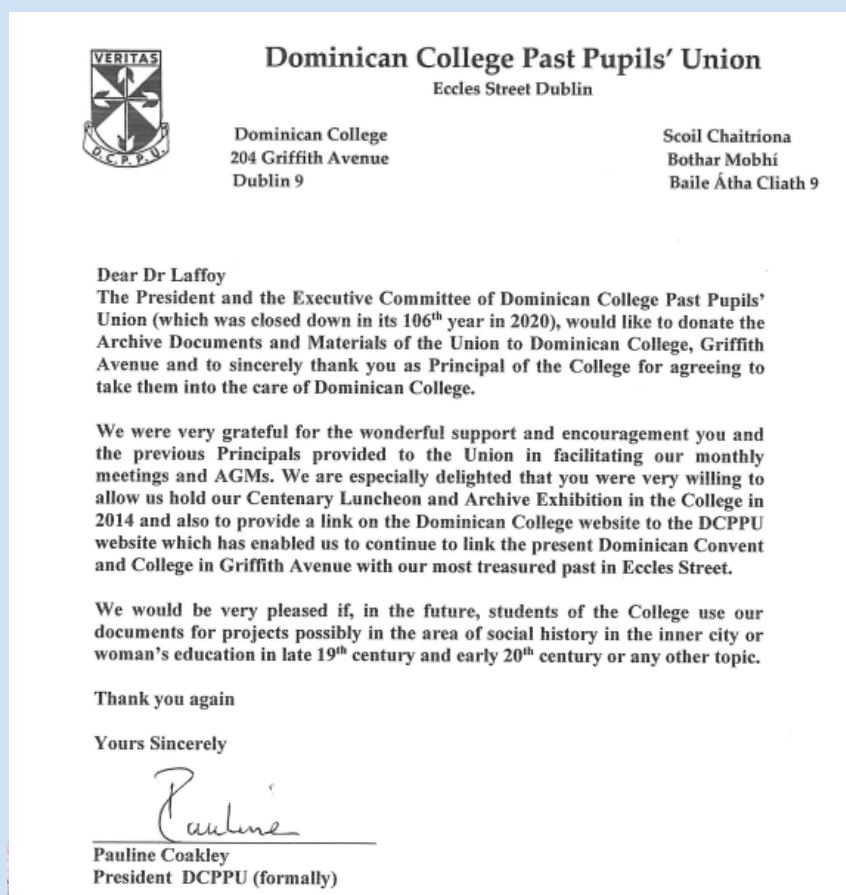 VERITAS
D.C.P.P.U.
Dominican College Past Pupils' Union
Eccles Street Dublin
Dominican College
204 Griffith Avenue
Dublin 9
Scoil Chaitríona
Bothar Mobhí
Baile Átha Cliath 9
Dear Dr Laffoy
The President and the Executive Committee of Dominican College Past Pupils'
Union (which was closed down in its 106th year in 2020), would like to donate the
Archive Documents and Materials of the Union to Dominican College, Griffith
Avenue and to sincerely thank you as Principal of the College for agreeing to
take them into the care of Dominican College.
We were very grateful for the wonderful support and encouragement you and
the previous Principals provided to the Union in facilitating our monthly
meetings and AGMs. We are especially delighted that you were very willing to
allow us hold our Centenary Luncheon and Archive Exhibition in the College in
2014 and also to provide a link on the Dominican College website to the DCPPU
website which has enabled us to continue to link the present Dominican Convent
and College in Griffith Avenue with our most treasured past in Eccles Street.
We would be very pleased if, in the future, students of the College use our
documents for projects possibly in the area of social history in the inner city or
woman's education in late 19th century and early 20th century or any other topic.
Thank you again
Yours Sincerely
Pauline
Pauline Coakley
President DCPPU (formally)